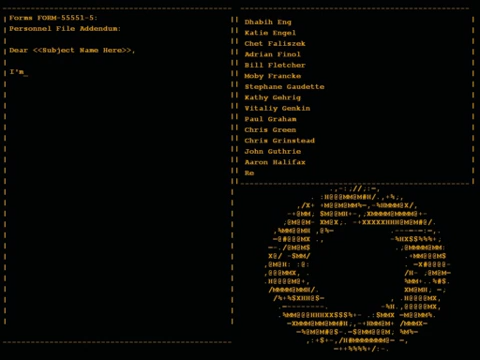 Forms FORM-55551-5:
Personnel File Addendum:
Dear <<Subject Name Here>>,
I'm_
Dhabih Eng
Katie Engel
Chet Faliszek
Adrian Finol
Bill Fletcher
Moby Francke
Stephane Gaudette
Kathy Gehrig
Vitaliy Genkin
Paul Graham
Chris Green
Chris Grinstead
John Guthrie
Aaron Halifax
Re